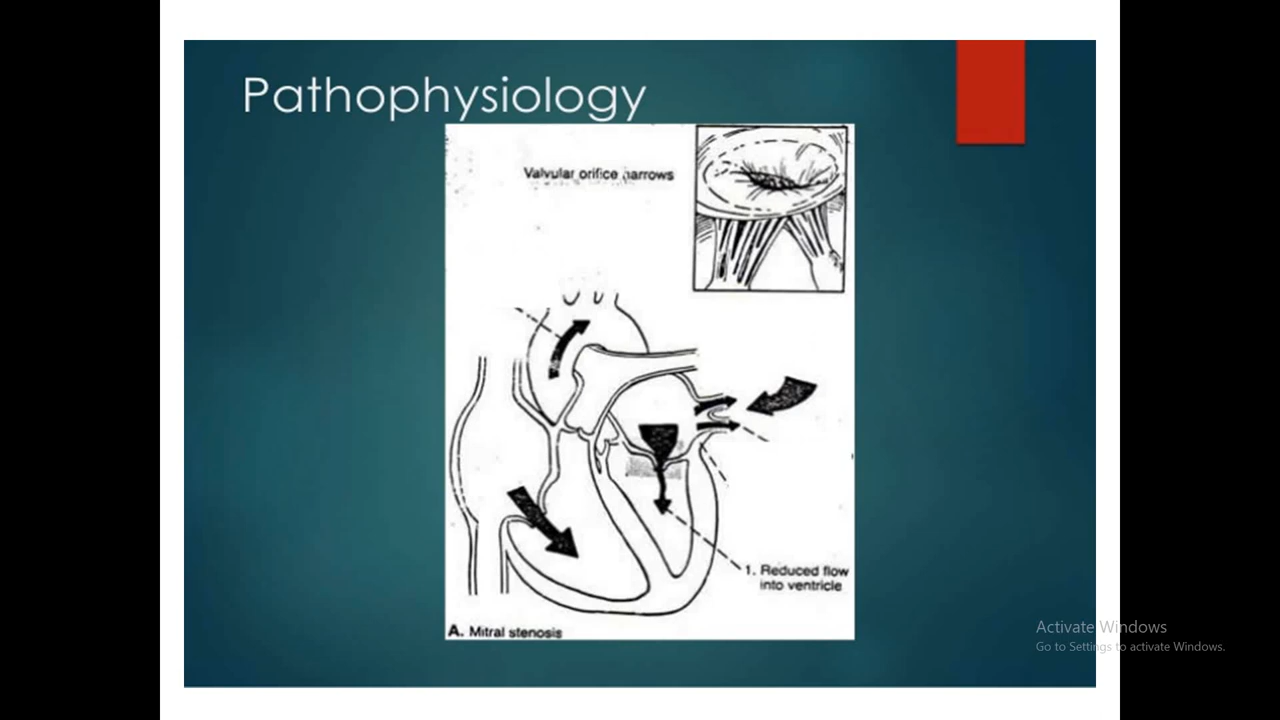 Pathophysiology
Valvular orifice narrows
1. Reduced flow
into ventricle
A. Mitral stenosis
Activate Windows
Go to Settings to activate Windows.